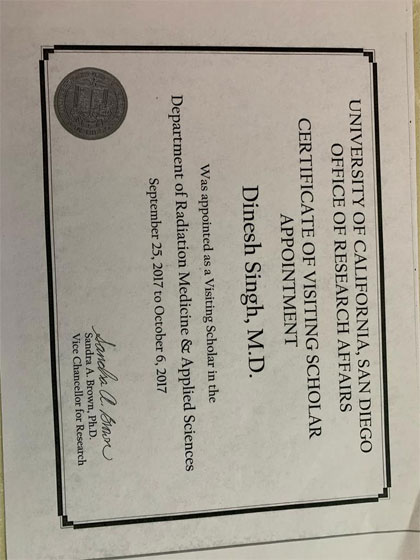 UNIVERSITY OF CALIFORNIA, SAN DIEGO
OFFICE OF RESEARCH AFFAIRS
CERTIFICATE OF VISITING SCHOLAR
APPOINTMENT
Dinesh Singh, M.D.
Was appointed as a Visiting Scholar in the
Department of Radiation Medicine & Applied Sciences
September 25, 2017 to October 6, 2017
Sandra A. Brown
Sandra A. Brown, Ph.D.
Vice Chancellor for Research